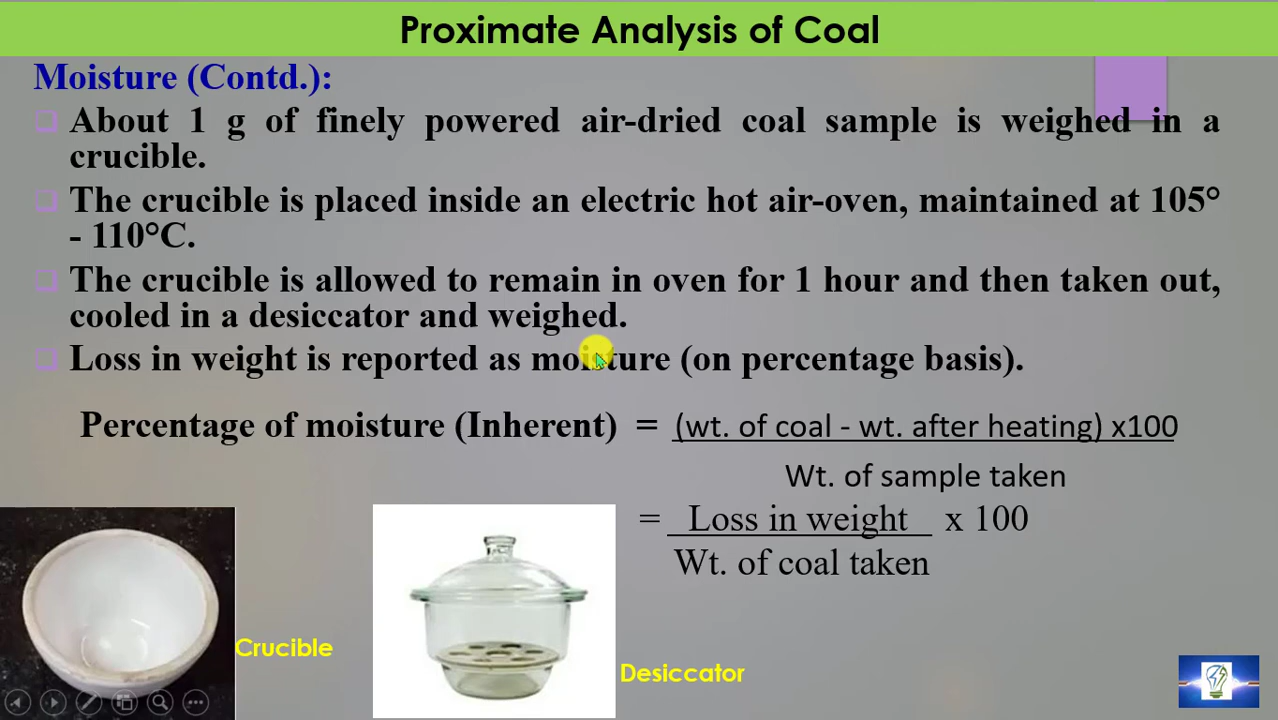 Proximate Analysis of Coal
Moisture (Contd.):
About 1 g of finely powered air-dried coal sample is weighed in a
crucible.
The crucible is placed inside an electric hot air-oven, maintained at 105°
- 110°C.
The crucible is allowed to remain in oven for 1 hour and then taken out,
cooled in a desiccator and weighed.
Loss in weight is reported as moisture (on percentage basis).
Percentage of moisture (Inherent) = (wt. of coal - wt. after heating) x100
Wt. of sample taken
= Loss in weight x 100
Wt. of coal taken
Crucible
Desiccator